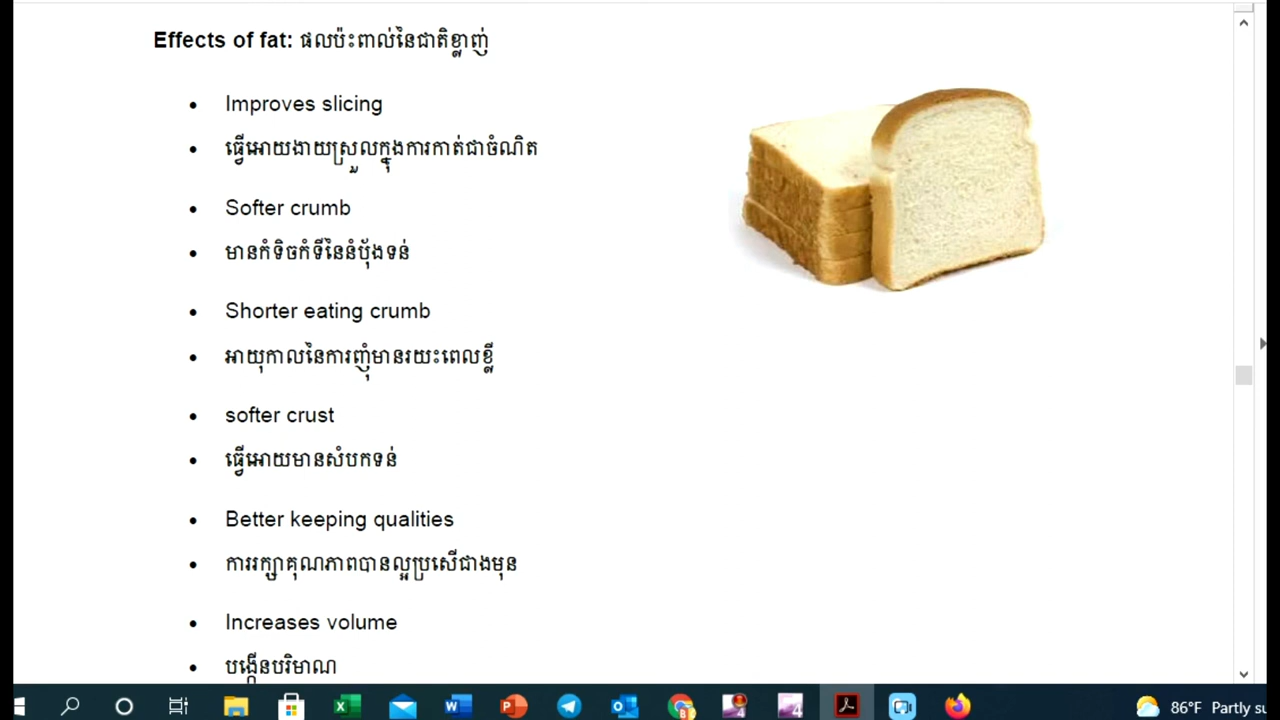 Effects of fat: ផលប៉ះពាល់នៃជាតិខ្លាញ់
• Improves slicing
• ធ្វើអោយងាយស្រួលក្នុងការកាត់ជាចំណិត
• Softer crumb
• មានកំទិចកំទីនៃនំប៉័ងទន់
• Shorter eating crumb
• អាយុកាលនៃការញ៉ាំមានរយះពេលខ្លី
• softer crust
• ធ្វើអោយមានសំបកទន់
• Better keeping qualities
• ការរក្សាគុណភាពបានល្អប្រសើជាងមុន
• Increases volume
• បង្កើនបរិមាណ
86°F Partly su